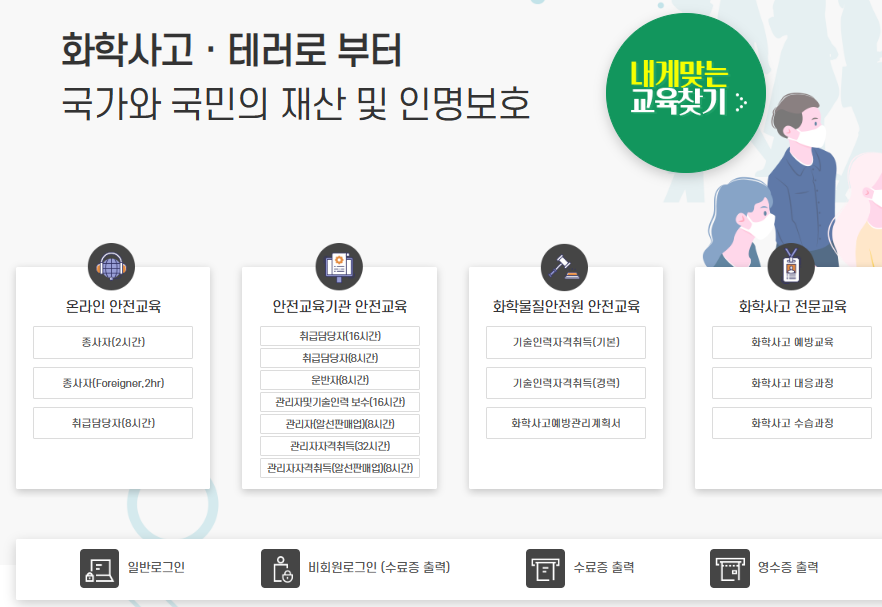 화학사고 · 테러로 부터
국가와 국민의 재산 및 인명보호
내게맞는
교육찾기
온라인 안전교육
종사자(2시간)
종사자(Foreigner,2hr)
취급담당자(8시간)
안전교육기관 안전교육
취급담당자(16시간)
취급담당자(8시간)
운반자(8시간)
관리자및기술인력 보수(16시간)
관리자(알선판매업)(8시간)
관리자자격취득(32시간)
관리자자격취득(알선판매업)(8시간)
화학물질안전원 안전교육
기술인력자격취득(기본)
기술인력자격취득(경력)
화학사고예방관리계획서
화학사고 전문교육
화학사고 예방교육
화학사고 대응과정
화학사고 수습과정
일반로그인
비회원로그인 (수료증 출력)
수료증 출력
영수증 출력